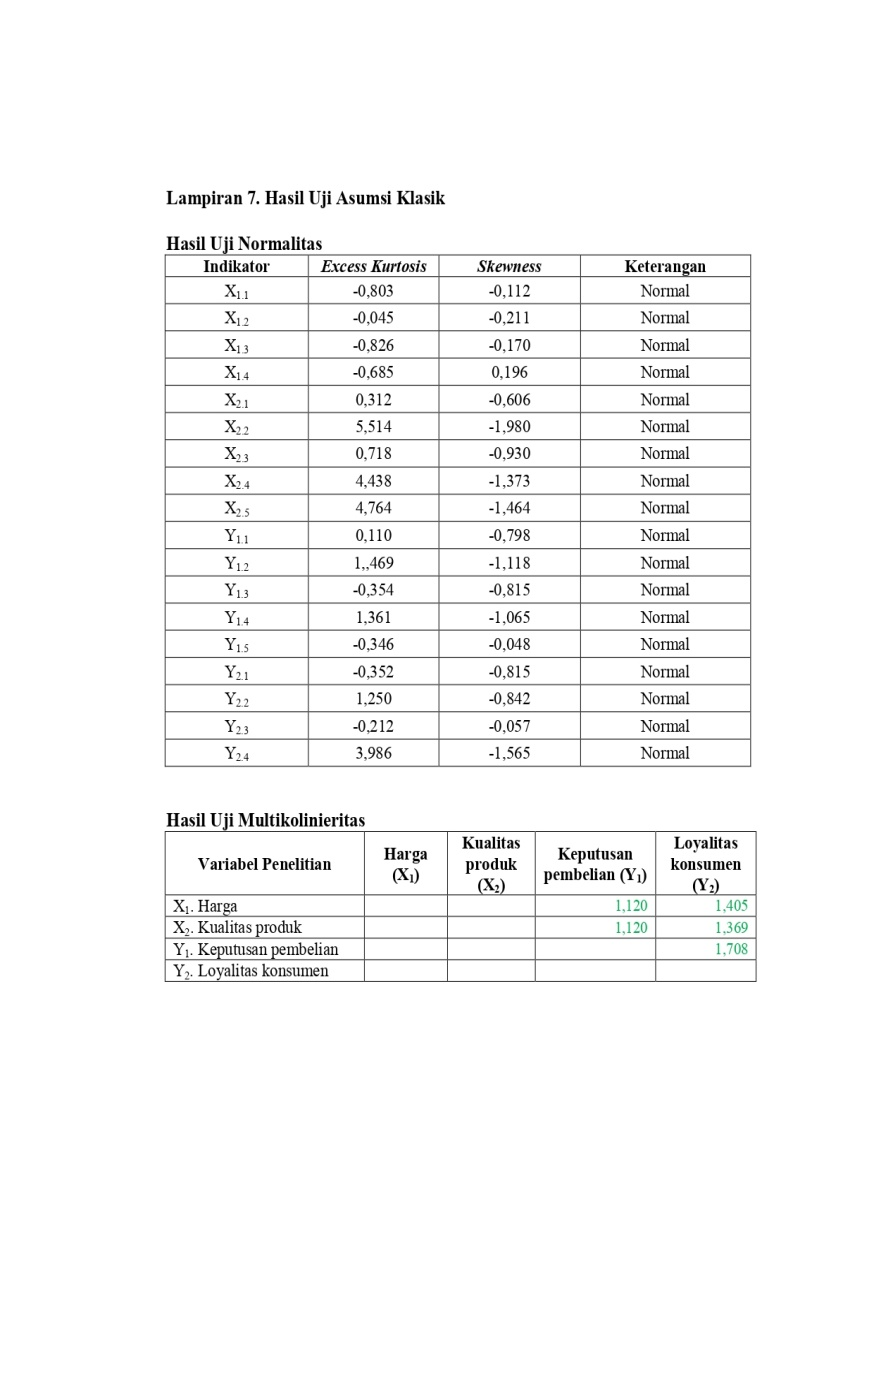 Lampiran 7. Hasil Uji Asumsi Klasik
Hasil Uji Normalitas
Indikator Excess Kurtosis Skewness Keterangan
X1.1 -0,803 -0,112 Normal
X1.2 -0,045 -0,211 Normal
X1.3 -0,826 -0,170 Normal
X1.4 -0,685 0,196 Normal
X2.1 0,312 -0,606 Normal
X2.2 5,514 -1,980 Normal
X2.3 0,718 -0,930 Normal
X2.4 4,438 -1,373 Normal
X2.5 4,764 -1,464 Normal
Y1.1 0,110 -0,798 Normal
Y1.2 1,,469 -1,118 Normal
Y1.3 -0,354 -0,815 Normal
Y1.4 1,361 -1,065 Normal
Y1.5 -0,346 -0,048 Normal
Y2.1 -0,352 -0,815 Normal
Y2.2 1,250 -0,842 Normal
Y2.3 -0,212 -0,057 Normal
Y2.4 3,986 -1,565 Normal
Hasil Uji Multikolinieritas
Variabel Penelitian
Harga
(X1)
Kualitas
produk
(X2)
Keputusan
pembelian (Y1)
Loyalitas
konsumen
(Y2)
X1. Harga 1,120 1,405
X2. Kualitas produk 1,120 1,369
Y1. Keputusan pembelian 1,708
Y2. Loyalitas konsumen